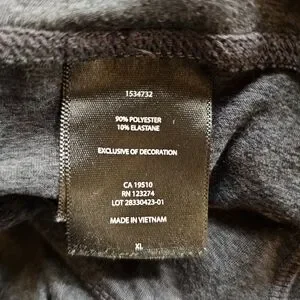 1534732
90% POLYESTER
10% ELASTANE
EXCLUSIVE OF DECORATION
CA 19510
RN 123274
LOT 28330423-01
MADE IN VIETNAM
XL